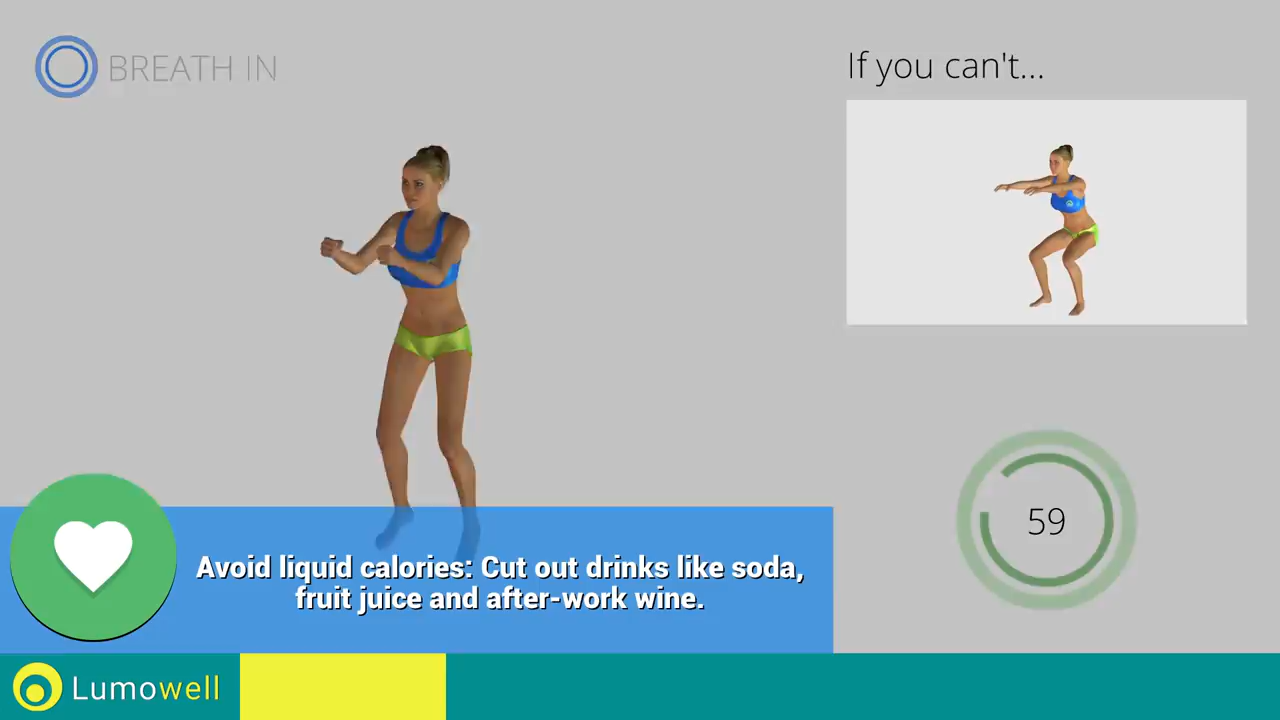 BREATH IN
If you can't...
59
Avoid liquid calories: Cut out drinks like soda,
fruit juice and after-work wine.
Lumowell